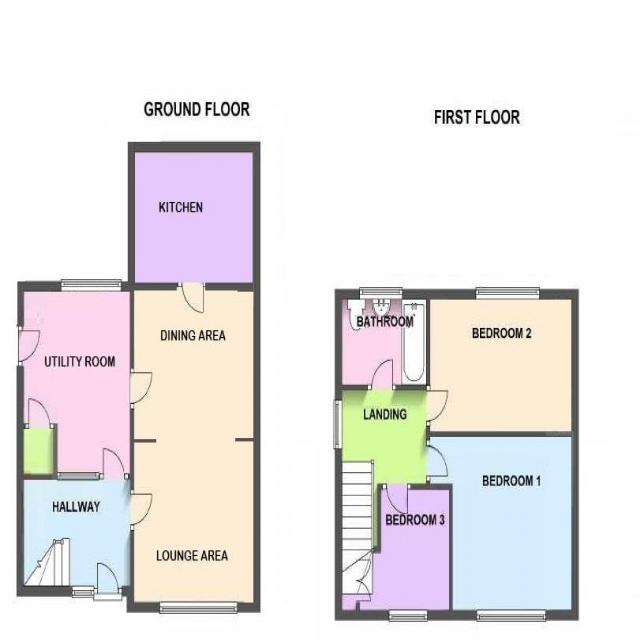 GROUND FLOOR
KITCHEN
DINING AREA
UTILITY ROOM
HALLWAY
LOUNGE AREA
FIRST FLOOR
BATHROOM
BEDROOM 2
LANDING
BEDROOM 1
BEDROOM 3